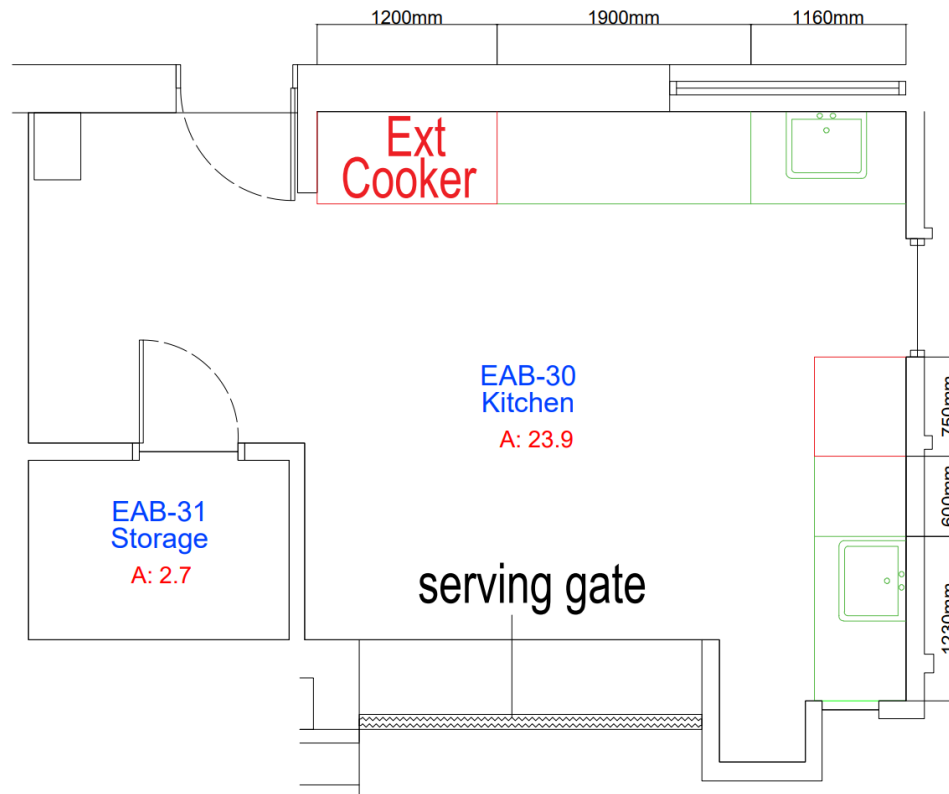 1200mm 1900mm 1160mm
Ext
Cooker
EAB-30
Kitchen
A: 23.9
750mm
600mm
EAB-31
Storage
A: 2.7
serving gate
1230mm